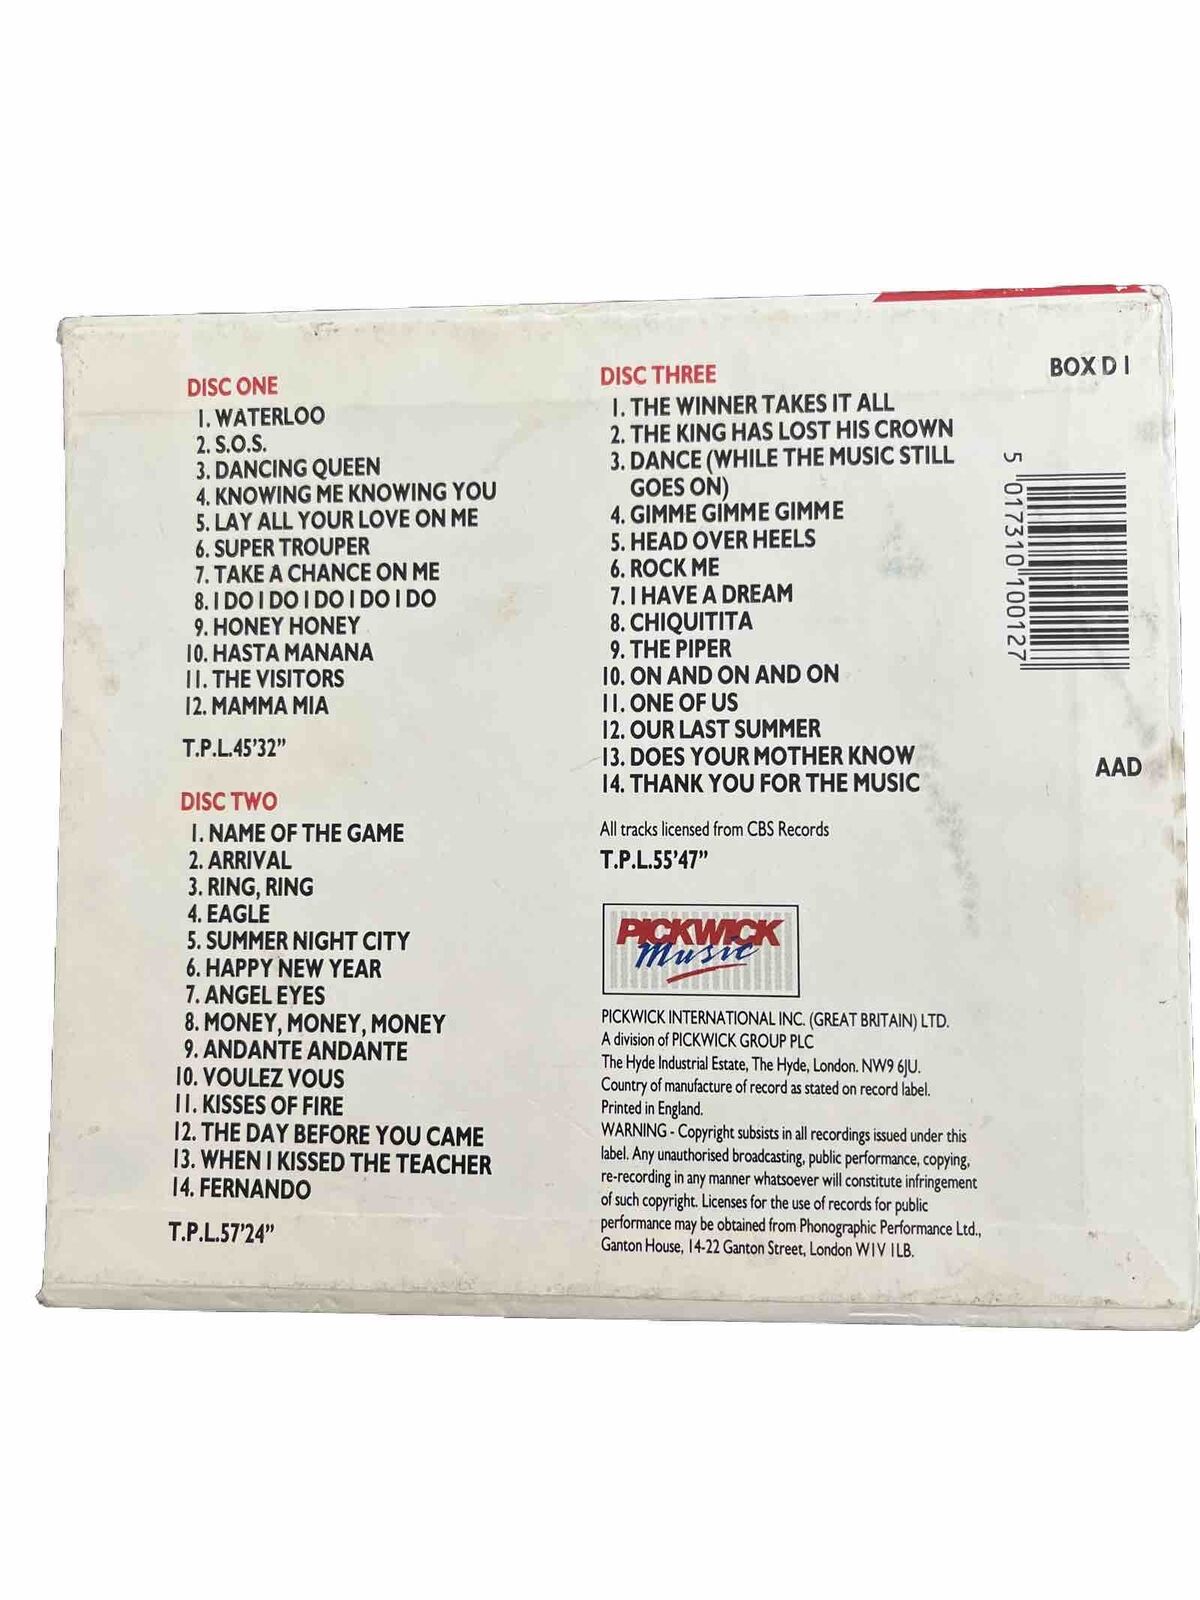 DISC ONE
1. WATERLOO
2. S.O.S.
3. DANCING QUEEN
4. KNOWING ME KNOWING YOU
5. LAY ALL YOUR LOVE ON ME
6. SUPER TROUPER
7. TAKE A CHANCE ON ME
8. I DO I DO I DO I DO I DO
9. HONEY HONEY
10. HASTA MANANA
11. THE VISITORS
12. MAMMA MIA
T.P.L.45'32"
DISC TWO
1. NAME OF THE GAME
2. ARRIVAL
3. RING, RING
4. EAGLE
5. SUMMER NIGHT CITY
6. HAPPY NEW YEAR
7. ANGEL EYES
8. MONEY, MONEY, MONEY
9. ANDANTE ANDANTE
10. VOULEZ VOUS
11. KISSES OF FIRE
12. THE DAY BEFORE YOU CAME
13. WHEN I KISSED THE TEACHER
14. FERNANDO
T.P.L.57'24"
DISC THREE
1. THE WINNER TAKES IT ALL
2. THE KING HAS LOST HIS CROWN
3. DANCE (WHILE THE MUSIC STILL
GOES ON)
4. GIMME GIMME GIMME
5. HEAD OVER HEELS
6. ROCK ME
7. I HAVE A DREAM
8. CHIQUITITA
9. THE PIPER
10. ON AND ON AND ON
11. ONE OF US
12. OUR LAST SUMMER
13. DOES YOUR MOTHER KNOW
14. THANK YOU FOR THE MUSIC
All tracks licensed from CBS Records
T.P.L.55'47"
PICKWICK
Music
PICKWICK INTERNATIONAL INC. (GREAT BRITAIN) LTD.
A division of PICKWICK GROUP PLC
The Hyde Industrial Estate, The Hyde, London. NW9 6JU.
Country of manufacture of record as stated on record label.
Printed in England.
WARNING - Copyright subsists in all recordings issued under this
label. Any unauthorised broadcasting, public performance, copying,
re-recording in any manner whatsoever will constitute infringement
of such copyright. Licenses for the use of records for public
performance may be obtained from Phonographic Performance Ltd.,
Ganton House, 14-22 Ganton Street, London W1V 1LB.
BOX D 1
5 017310 100127
AAD